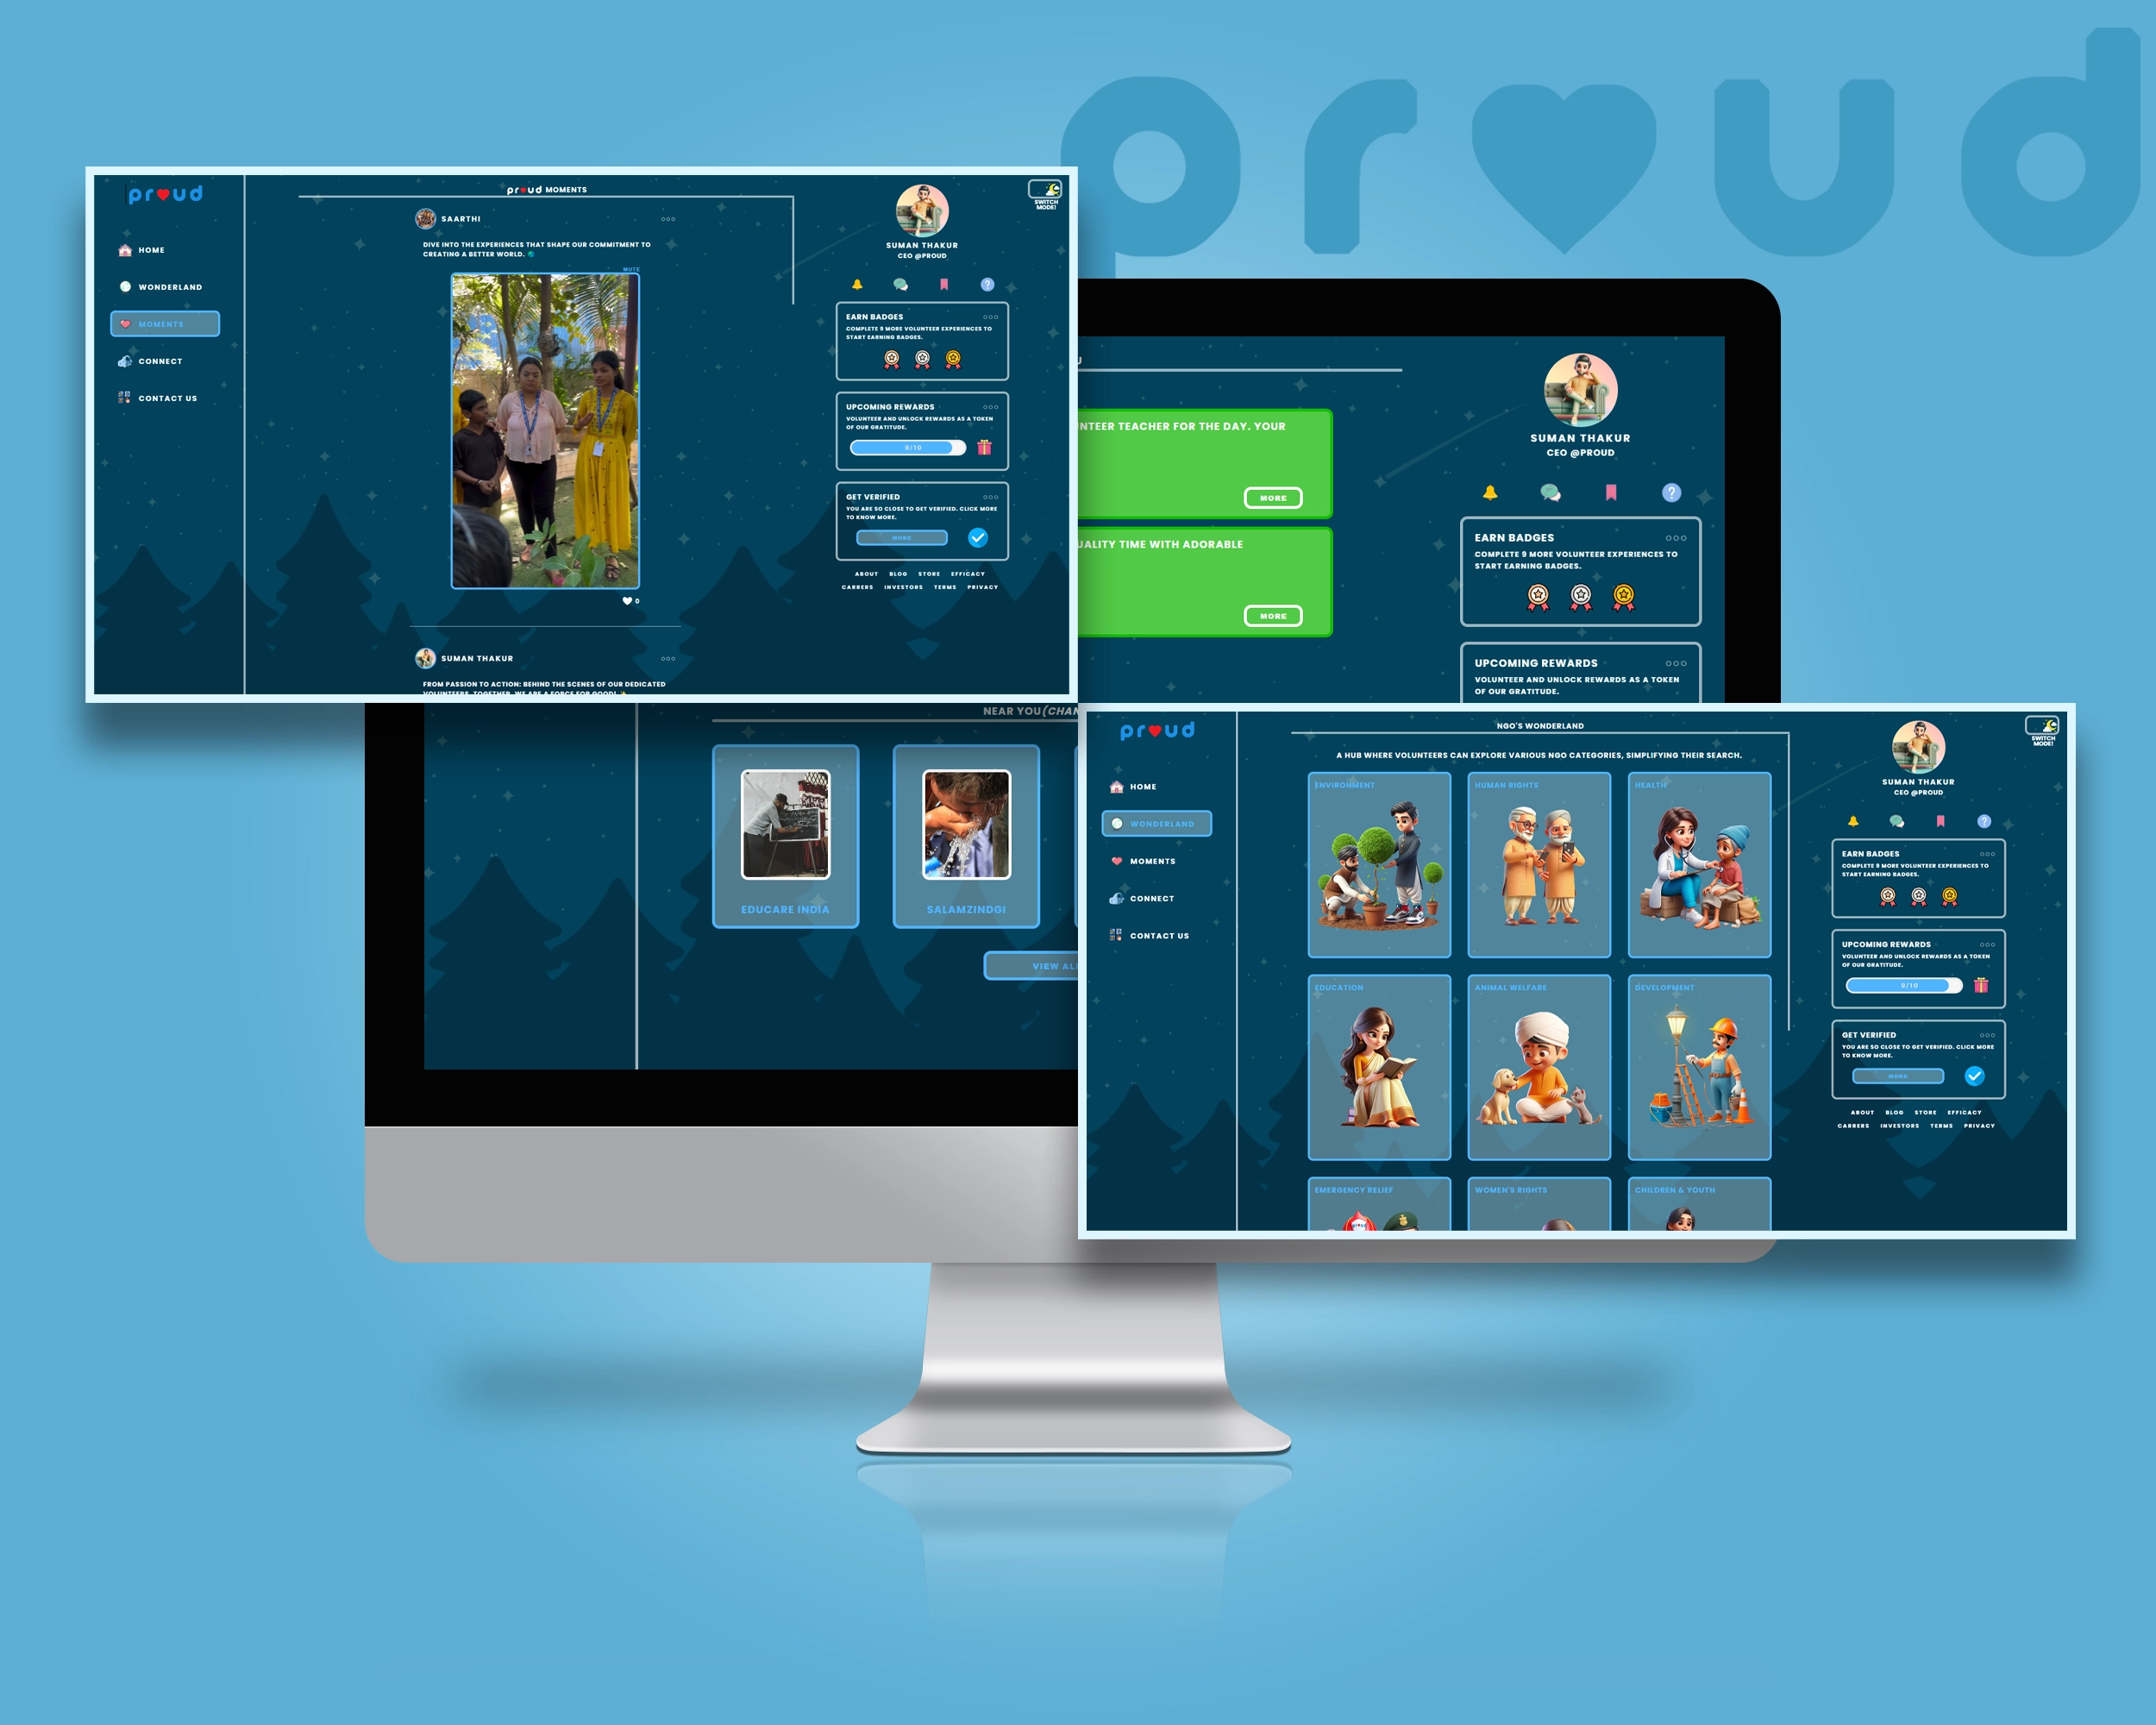 pr♥ud
pr♥ud
HOME
WONDERLAND
MOMENTS
CONNECT
CONTACT US
pr♥ud MOMENTS
SAARTHI
DIVE INTO THE EXPERIENCES THAT SHAPE OUR COMMITMENT TO
CREATING A BETTER WORLD.
MUTE
0
SUMAN THAKUR
FROM PASSION TO ACTION: BEHIND THE SCENES OF OUR DEDICATED
VOLUNTEERS. TOGETHER, WE ARE A FORCE FOR GOOD!
SWITCH
MODE!
SUMAN THAKUR
CEO @PROUD
EARN BADGES
COMPLETE 9 MORE VOLUNTEER EXPERIENCES TO
START EARNING BADGES.
UPCOMING REWARDS
VOLUNTEER AND UNLOCK REWARDS AS A TOKEN
OF OUR GRATITUDE.
9/10
GET VERIFIED
YOU ARE SO CLOSE TO GET VERIFIED. CLICK MORE
TO KNOW MORE.
MORE
ABOUT BLOG STORE EFFICACY
CARRERS INVESTORS TERMS PRIVACY
U
NTEER TEACHER FOR THE DAY. YOUR
MORE
UALITY TIME WITH ADORABLE
MORE
SUMAN THAKUR
CEO @PROUD
EARN BADGES
COMPLETE 9 MORE VOLUNTEER EXPERIENCES TO
START EARNING BADGES.
UPCOMING REWARDS
VOLUNTEER AND UNLOCK REWARDS AS A TOKEN
OF OUR GRATITUDE.
NEAR YOU (CHAN
EDUCARE INDIA
SALAMZINDGI
VIEW AL
pr♥ud
HOME
WONDERLAND
MOMENTS
CONNECT
CONTACT US
NGO'S WONDERLAND
A HUB WHERE VOLUNTEERS CAN EXPLORE VARIOUS NGO CATEGORIES, SIMPLIFYING THEIR SEARCH.
ENVIRONMENT
HUMAN RIGHTS
HEALTH
EDUCATION
ANIMAL WELFARE
DEVELOPMENT
EMERGENCY RELIEF
WOMEN'S RIGHTS
CHILDREN & YOUTH
SWITCH
MODE!
SUMAN THAKUR
CEO @PROUD
EARN BADGES
COMPLETE 9 MORE VOLUNTEER EXPERIENCES TO
START EARNING BADGES.
UPCOMING REWARDS
VOLUNTEER AND UNLOCK REWARDS AS A TOKEN
OF OUR GRATITUDE.
9/10
GET VERIFIED
YOU ARE SO CLOSE TO GET VERIFIED. CLICK MORE
TO KNOW MORE.
MORE
ABOUT BLOG STORE EFFICACY
CARRERS INVESTORS TERMS PRIVACY